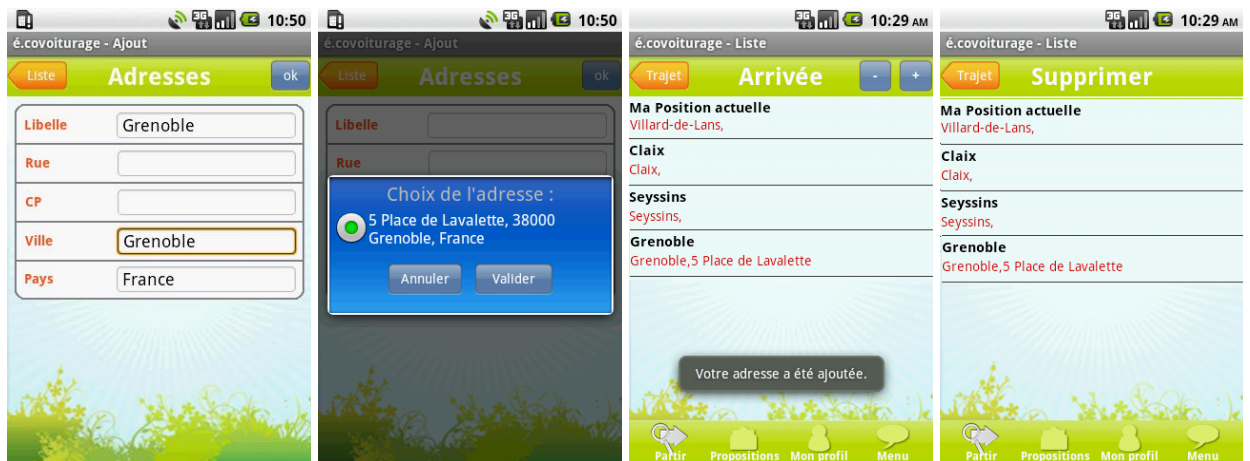 3G 10:50
é.covoiturage - Ajout
Liste Adresses ok
Libelle Grenoble
Rue
CP
Ville Grenoble
Pays France
3G 10:50
é.covoiturage - Ajout
Liste Adresses ok
Libelle
Rue
Choix de l'adresse :
5 Place de Lavalette, 38000
Grenoble, France
Annuler Valider
3G 10:29 AM
é.covoiturage - Liste
Trajet Arrivée - +
Ma Position actuelle
Villard-de-Lans,
Claix
Claix,
Seyssins
Seyssins,
Grenoble
Grenoble,5 Place de Lavalette
Votre adresse a été ajoutée.
Partir Propositions Mon profil Menu
3G 10:29 AM
é.covoiturage - Liste
Trajet Supprimer
Ma Position actuelle
Villard-de-Lans,
Claix
Claix,
Seyssins
Seyssins,
Grenoble
Grenoble,5 Place de Lavalette
Partir Propositions Mon profil Menu